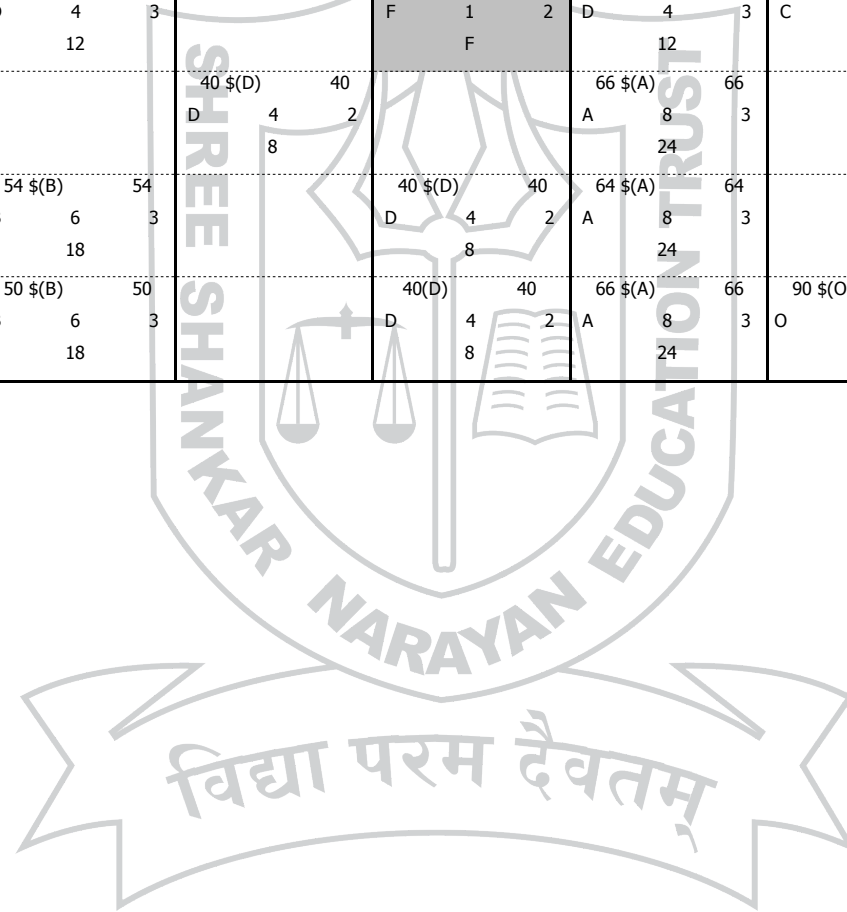 4 3 F 1 2 D 4 3 C
12 F 12
40 $(D) 40 66 $(A) 66
D 4 2 A 8 3
8 24
54 $(B) 54 40 $(D) 40 64 $(A) 64
6 3 D 4 2 A 8 3
18 8 24
50 $(B) 50 40(D) 40 66 $(A) 66 90 $(O
6 3 D 4 2 A 8 3 O
18 8 24
SHREE SHANKAR NARAYAN EDUCATION TRUST
विद्या परम दैवतम्